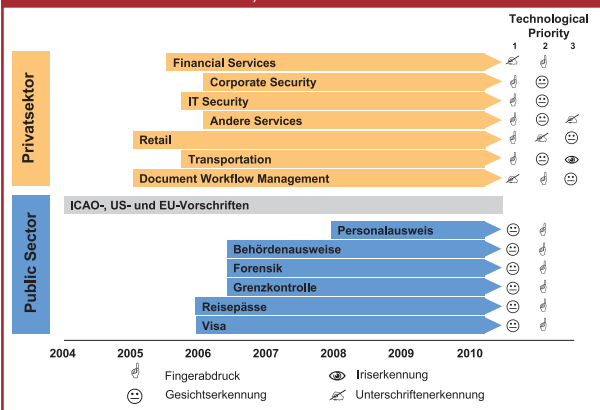 Technological
Priority
1 2 3
Privatsektor
Financial Services
Corporate Security
IT Security
Andere Services
Retail
Transportation
Document Workflow Management
Public Sector
ICAO-, US- und EU-Vorschriften
Personalausweis
Behördenausweise
Forensik
Grenzkontrolle
Reisepässe
Visa
2004 2005 2006 2007 2008 2009 2010
Fingerabdruck Iriserkennung
Gesichtserkennung Unterschriftenerkennung